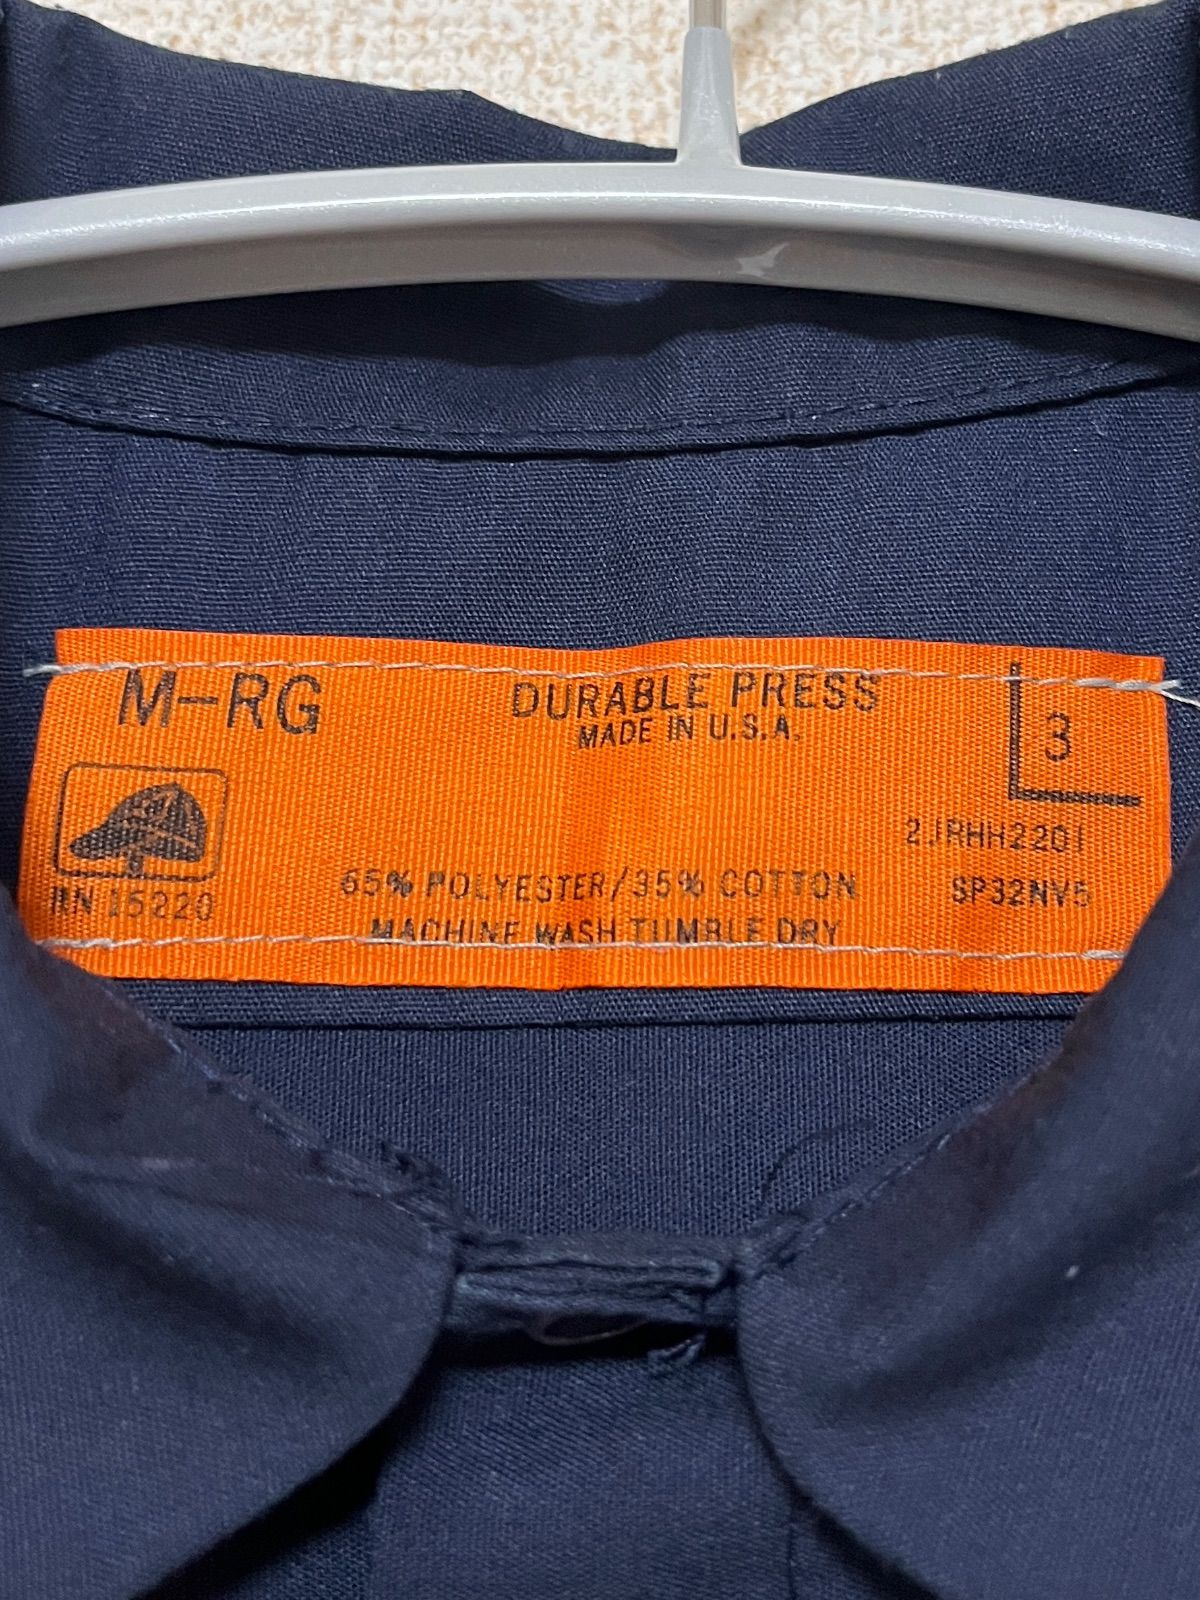 M-RG
DURABLE PRESS
MADE IN U.S.A.
3
2JRHH2201
RN 15220
65% POLYESTER/35% COTTON
SP32NV5
MACHINE WASH TUMBLE DRY